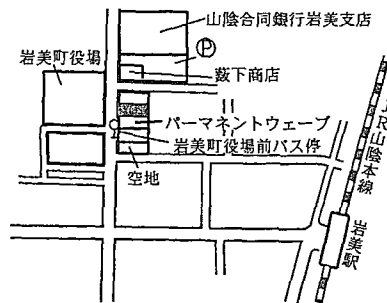 山陰合同銀行岩美支店
Ⓟ
岩美町役場
藪下商店
パーマネントウェーブ
岩美町役場前バス停
空地
JR山陰本線
岩美駅